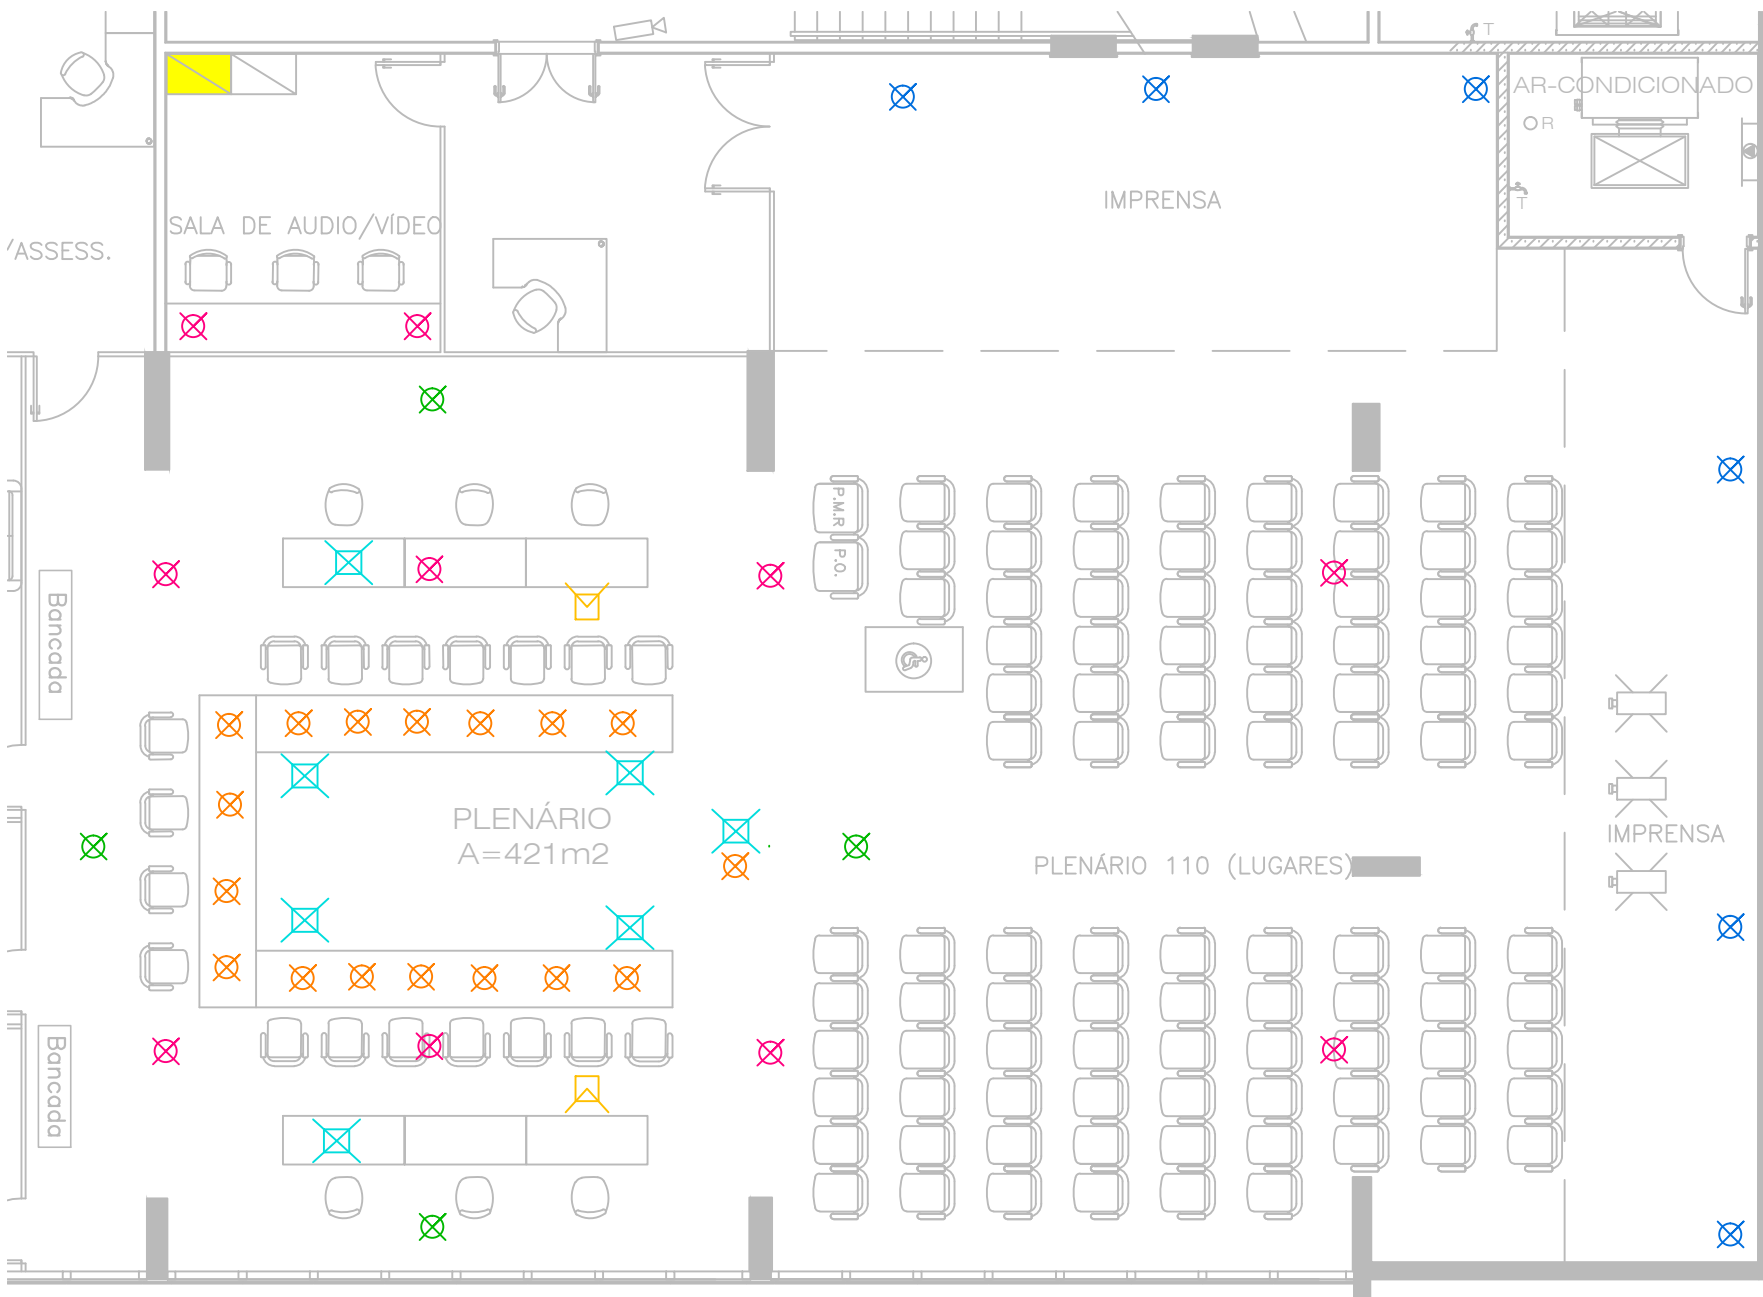 T
AR-CONDICIONADO
R
T
IMPRENSA
SALA DE AUDIO/VÍDEO
/ASSESS.
P.M.R
P.O.
Bancada
PLENÁRIO
A=421m2
IMPRENSA
PLENÁRIO 110 (LUGARES)
Bancada